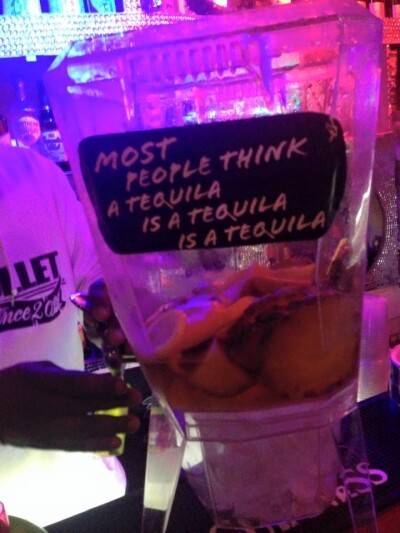 MOST
PEOPLE THINK
A TEQUILA
IS A TEQUILA
IS A TEQUILA